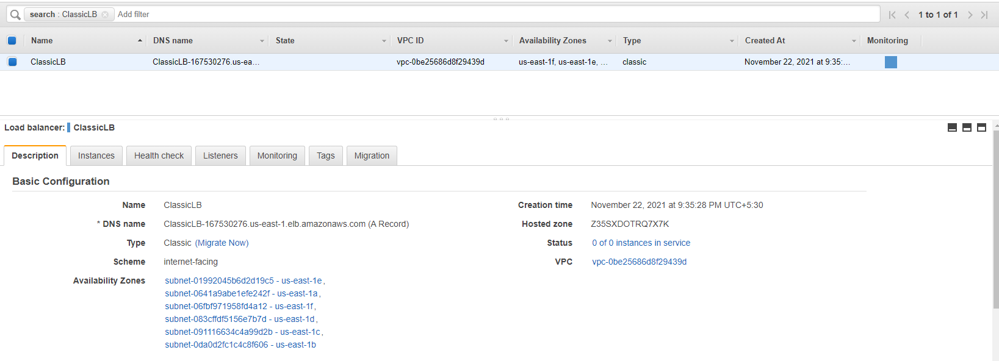 search : ClassicLB Add filter 1 to 1 of 1
Name DNS name State VPC ID Availability Zones Type Created At Monitoring
ClassicLB ClassicLB-167530276.us-ea... vpc-0be25686d8f29439d us-east-1f, us-east-1e, ... classic November 22, 2021 at 9:35:...
Load balancer: ClassicLB
Description Instances Health check Listeners Monitoring Tags Migration
Basic Configuration
Name ClassicLB Creation time November 22, 2021 at 9:35:28 PM UTC+5:30
* DNS name ClassicLB-167530276.us-east-1.elb.amazonaws.com (A Record) Hosted zone Z35SXDOTRQ7X7K
Type Classic (Migrate Now) Status 0 of 0 instances in service
Scheme internet-facing VPC vpc-0be25686d8f29439d
Availability Zones subnet-01992045b6d2d19c5 - us-east-1e,
subnet-0641a9abe1efe242f - us-east-1a,
subnet-06fbf971958fd4a12 - us-east-1f,
subnet-083cffdf5156e7b7d - us-east-1d,
subnet-091116634c4a99d2b - us-east-1c,
subnet-0da0d2fc1c4c8f606 - us-east-1b